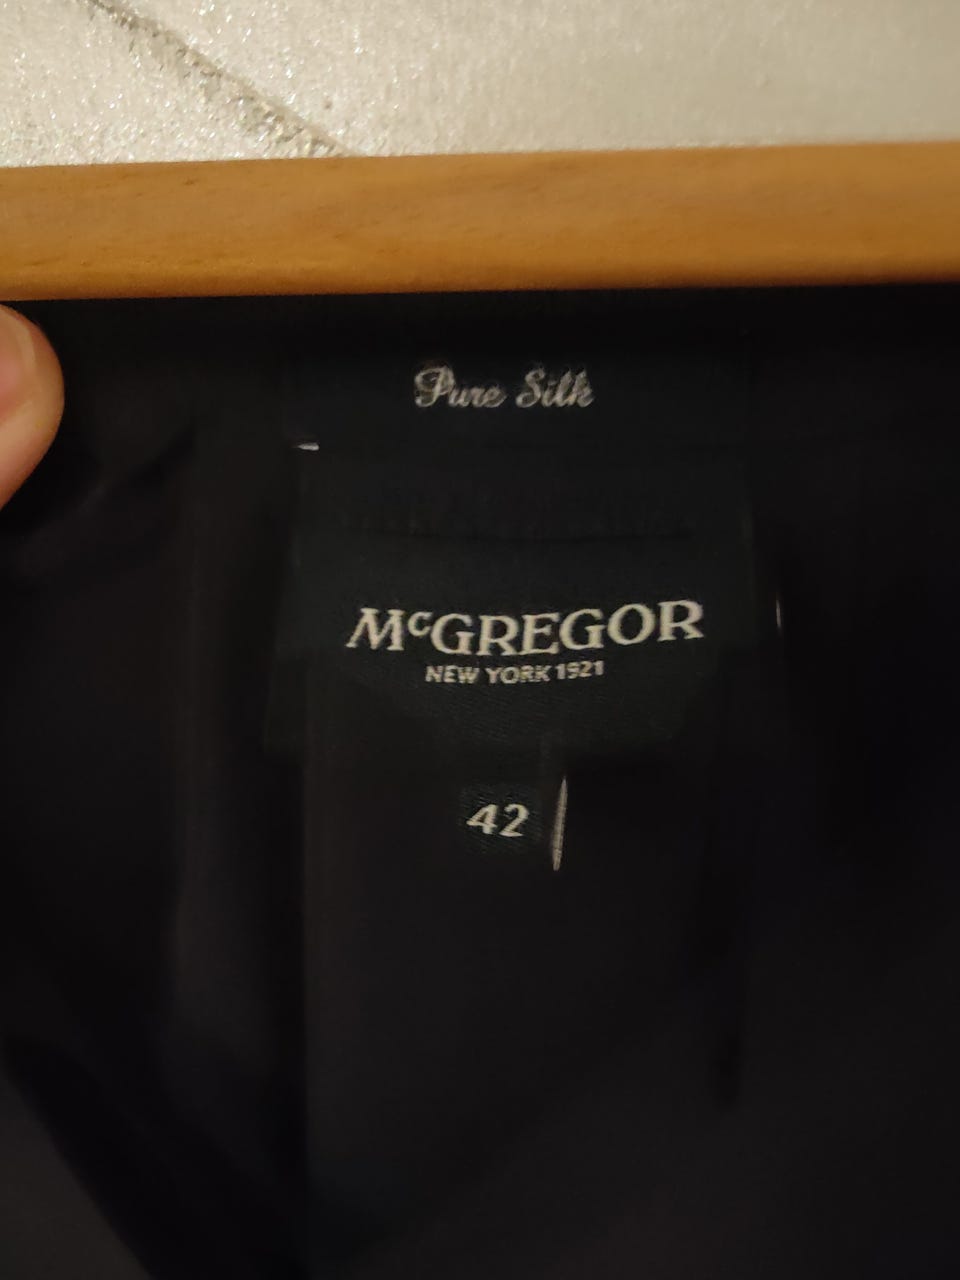 Pure Silk
McGREGOR
NEW YORK 1921
42